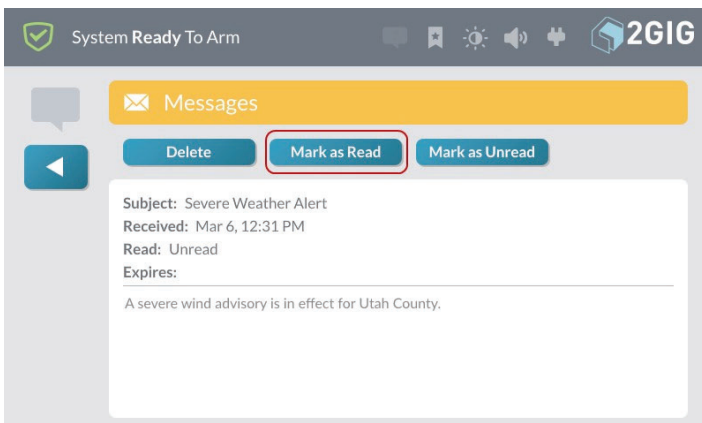 System Ready To Arm
2GIG
Messages
Delete Mark as Read Mark as Unread
Subject: Severe Weather Alert
Received: Mar 6, 12:31 PM
Read: Unread
Expires:
A severe wind advisory is in effect for Utah County.